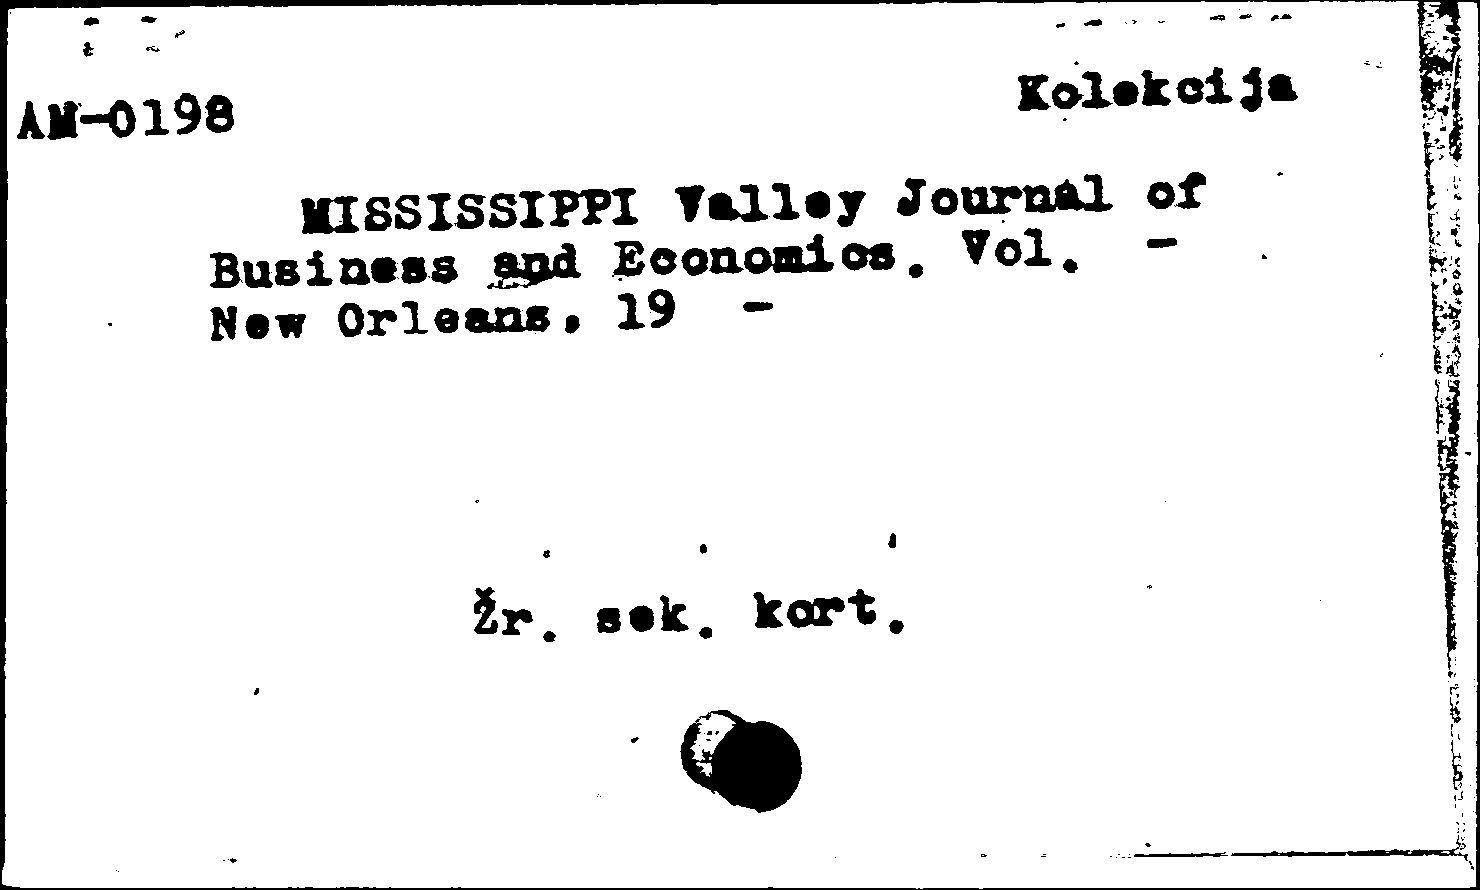 Kolekcija
AM-0198
MISSISSIPPI Valley Journal of
Business and Economics. Vol. -
New Orleans, 19 -
Žr. sek. kort.